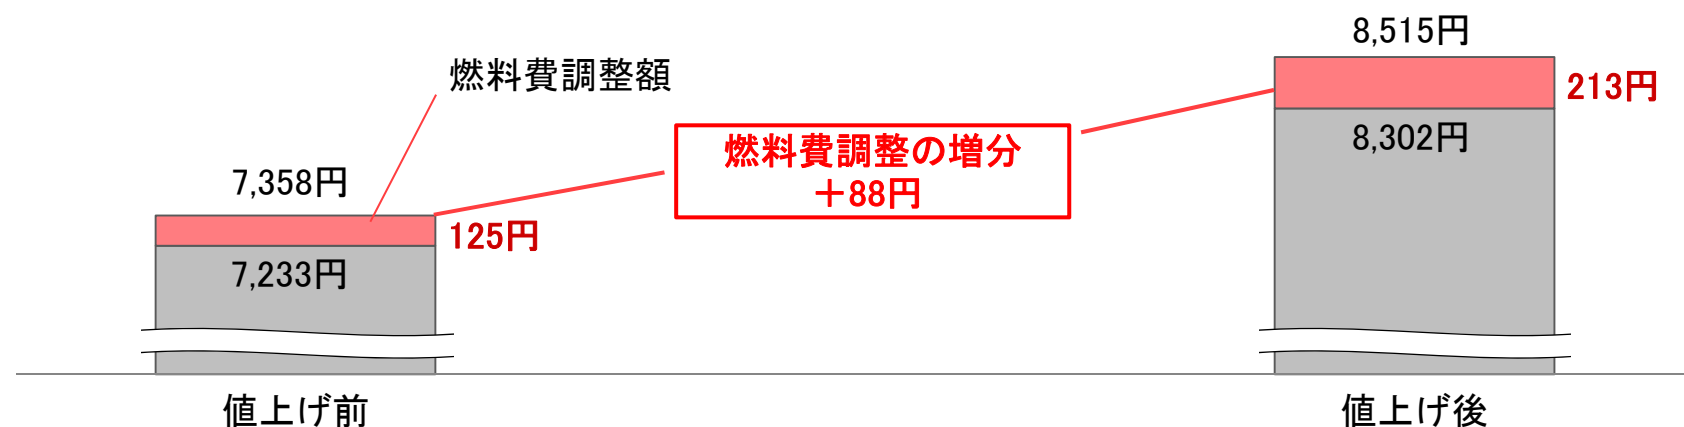 8,515円
燃料費調整額
213円
燃料費調整の増分
＋88円
8,302円
7,358円
125円
7,233円
値上げ前
値上げ後